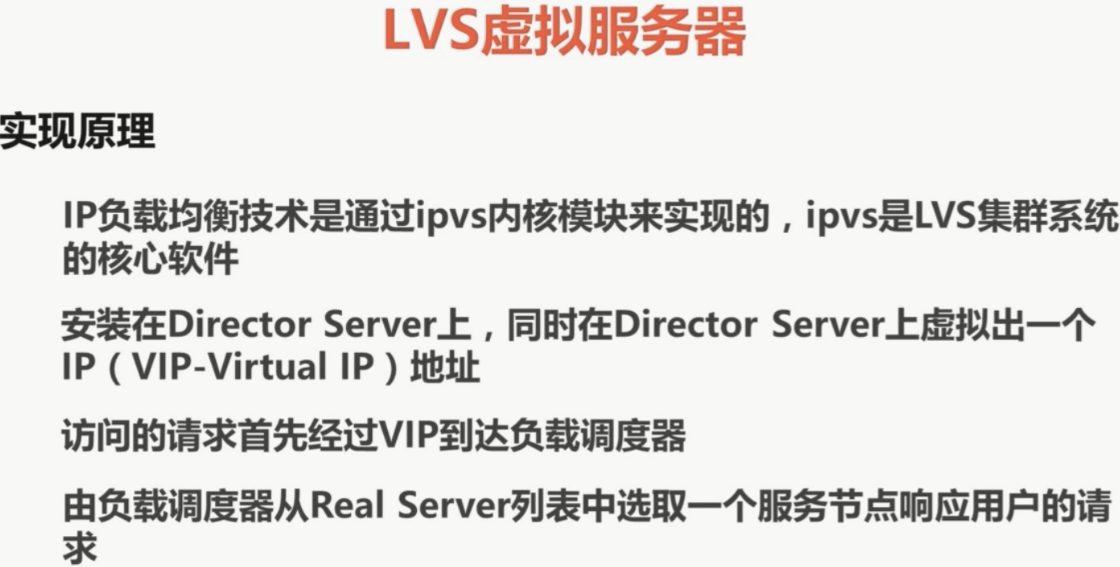 LVS虚拟服务器
实现原理
IP负载均衡技术是通过ipvs内核模块来实现的，ipvs是LVS集群系统
的核心软件
安装在Director Server上，同时在Director Server上虚拟出一个
IP（VIP-Virtual IP）地址
访问的请求首先经过VIP到达负载调度器
由负载调度器从Real Server列表中选取一个服务节点响应用户的请
求